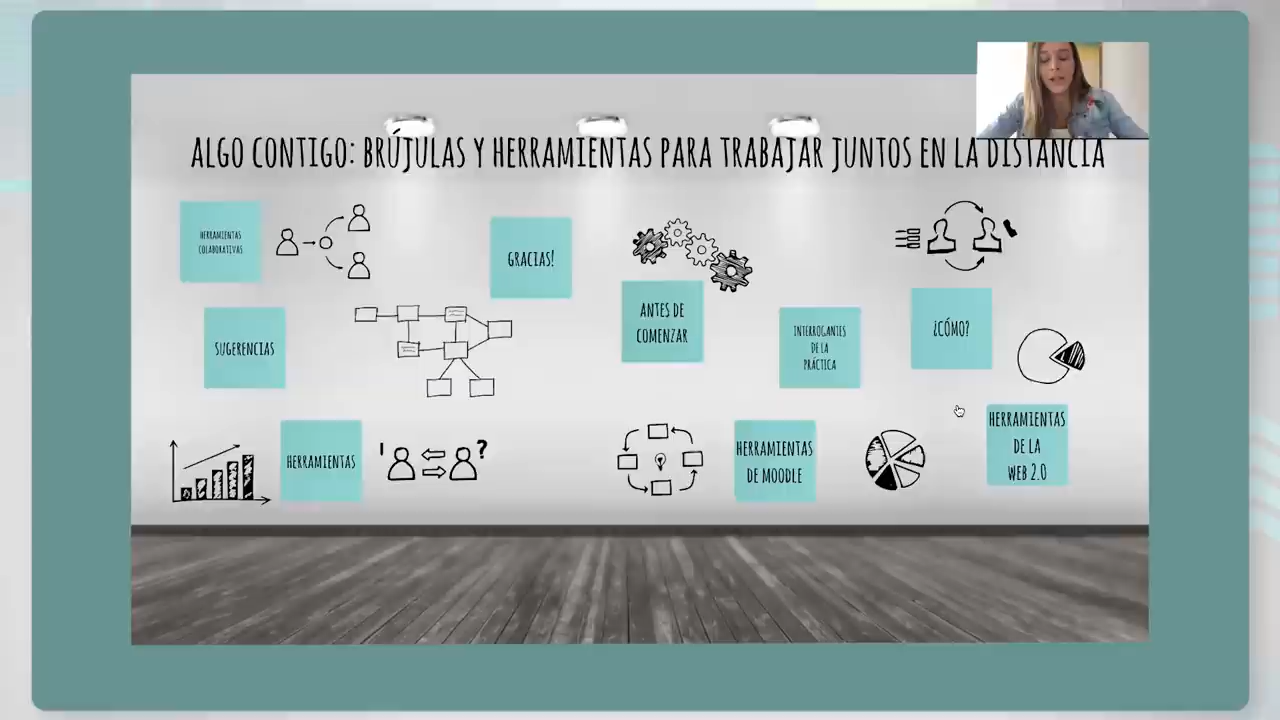 ALGO CONTIGO: BRÚJULAS Y HERRAMIENTAS PARA TRABAJAR JUNTOS EN LA DISTANCIA
HERRAMIENTAS
COLABORATIVAS
GRACIAS!
ANTES DE
COMENZAR
¿CÓMO?
SUGERENCIAS
INTERROGANTES
DE LA
PRÁCTICA
HERRAMIENTAS
?
HERRAMIENTAS
DE MOODLE
HERRAMIENTAS
DE LA
WEB 2.0